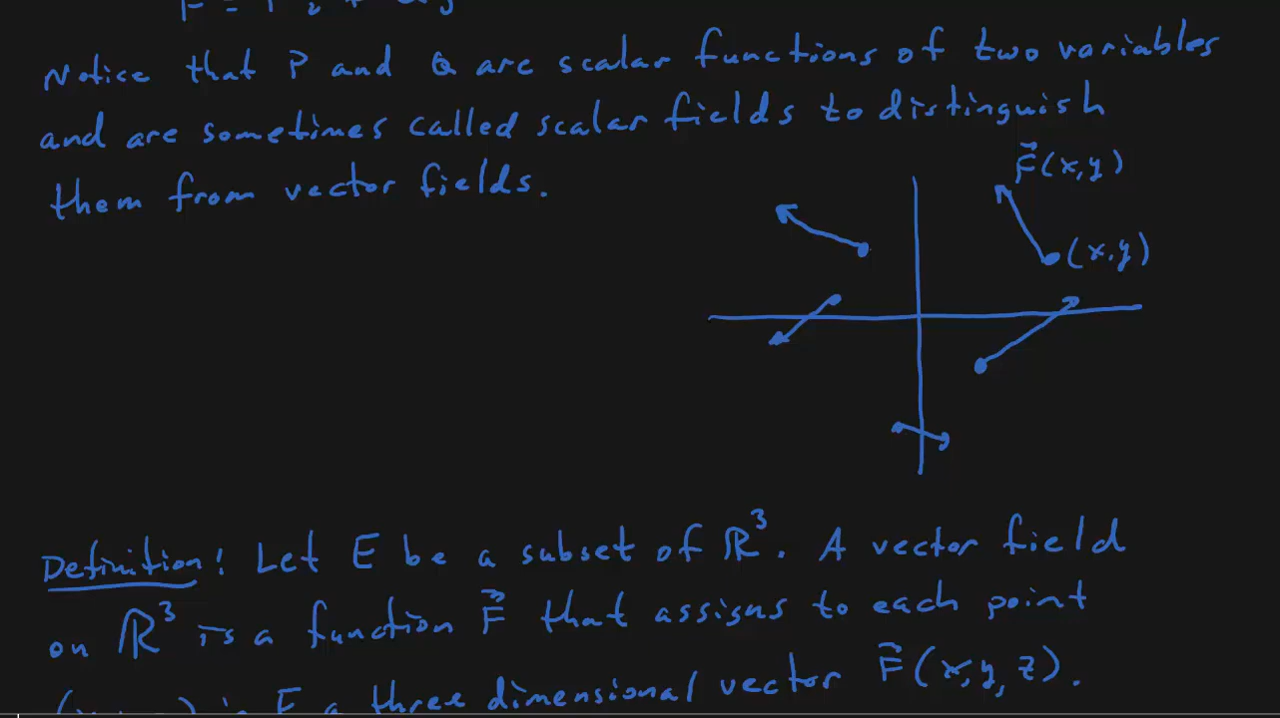 Notice that P and Q are scalar functions of two variables
and are sometimes called scalar fields to distinguish
them from vector fields.
F⃗(x,y)
(x,y)
Definition: Let E be a subset of ℝ³. A vector field
on ℝ³ is a function F⃗ that assigns to each point
in E a three dimensional vector F⃗(x,y,z).